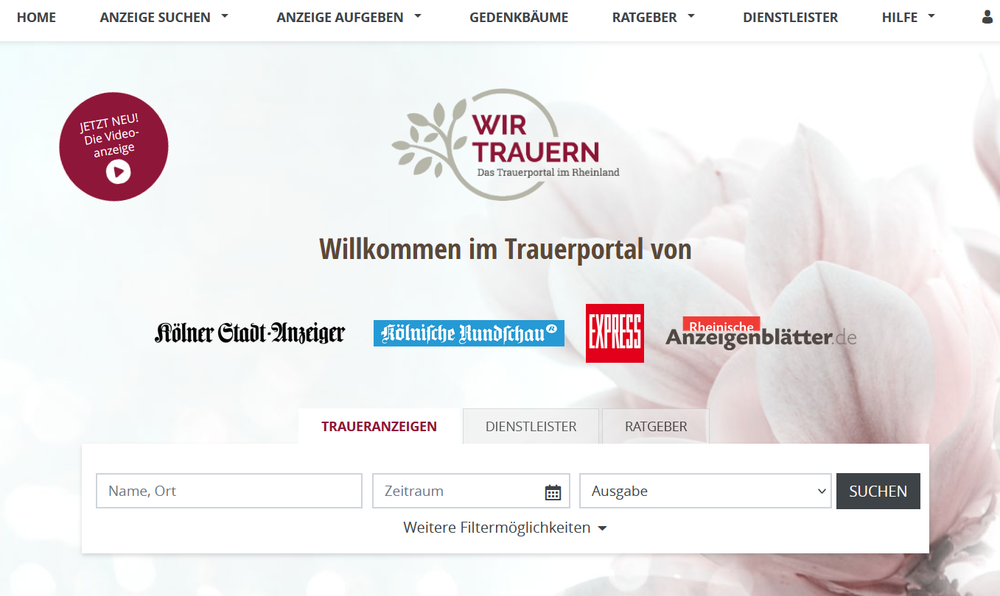 HOME ANZEIGE SUCHEN ANZEIGE AUFGEBEN GEDENKBÄUME RATGEBER DIENSTLEISTER HILFE
JETZT NEU!
Die Video-
anzeige
WIR
TRAUERN
Das Trauerportal im Rheinland
Willkommen im Trauerportal von
Kölner Stadt-Anzeiger
Kölniſche Rundſchau R
EXPRESS
Rheinische
Anzeigenblätter.de
TRAUERANZEIGEN DIENSTLEISTER RATGEBER
Name, Ort Zeitraum Ausgabe SUCHEN
Weitere Filtermöglichkeiten